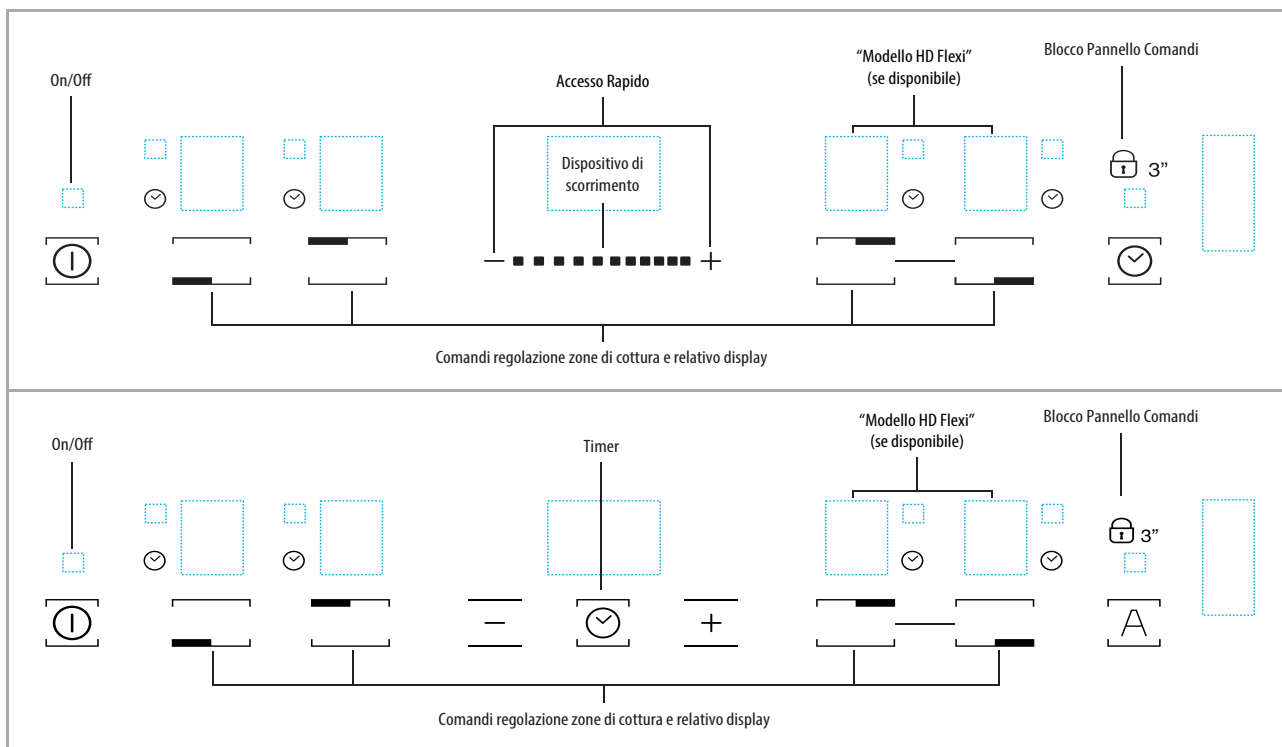 On/Off
Accesso Rapido
“Modello HD Flexi”
(se disponibile)
Blocco Pannello Comandi
Dispositivo di
scorrimento
3”
− +
Comandi regolazione zone di cottura e relativo display
On/Off
Timer
“Modello HD Flexi”
(se disponibile)
Blocco Pannello Comandi
3”
− + A
Comandi regolazione zone di cottura e relativo display